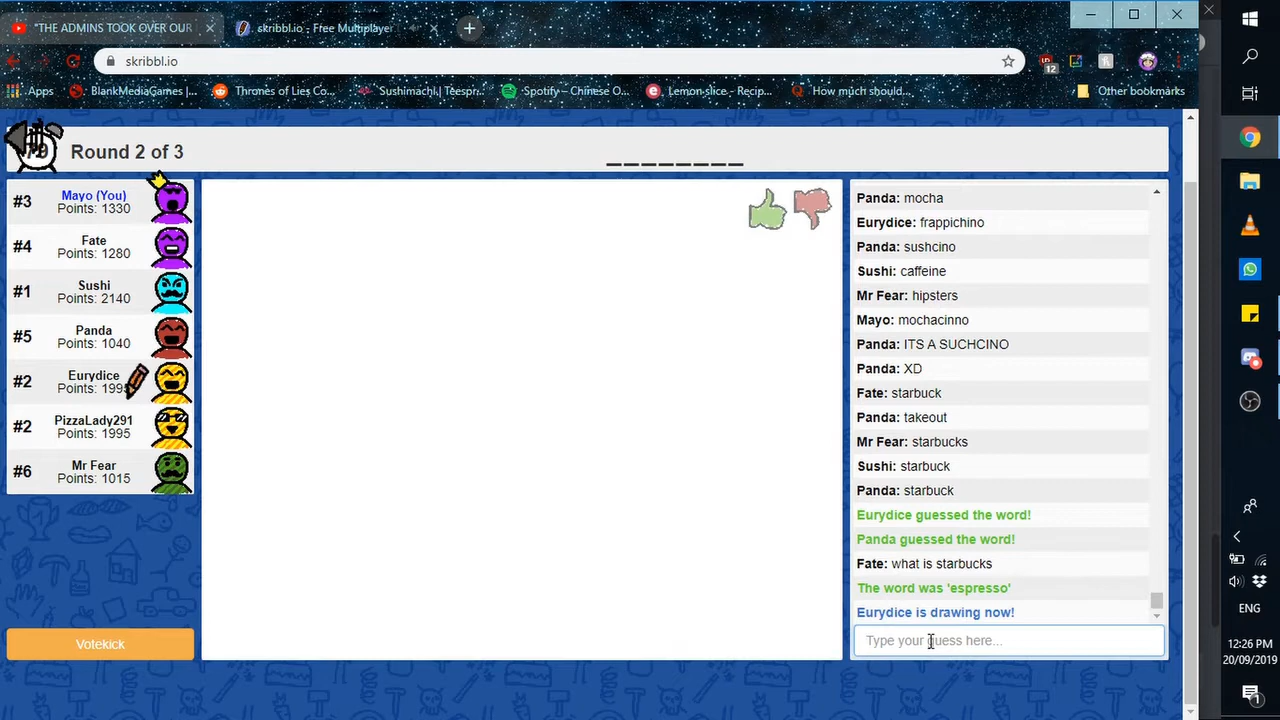 "THE ADMINS TOOK OVER OUR
skribbl.io - Free Multiplayer
skribbl.io
12
Apps
BlankMediaGames |...
Thrones of Lies Co...
Sushimachi | Teespr...
Spotify – Chinese O...
Lemon-slice - Recip...
How much should...
Other bookmarks
Round 2 of 3
________
#3
Mayo (You)
Points: 1330
#4
Fate
Points: 1280
#1
Sushi
Points: 2140
#5
Panda
Points: 1040
#2
Eurydice
Points: 1995
#2
PizzaLady291
Points: 1995
#6
Mr Fear
Points: 1015
Votekick
Panda: mocha
Eurydice: frappichino
Panda: sushcino
Sushi: caffeine
Mr Fear: hipsters
Mayo: mochacinno
Panda: ITS A SUCHCINO
Panda: XD
Fate: starbuck
Panda: takeout
Mr Fear: starbucks
Sushi: starbuck
Panda: starbuck
Eurydice guessed the word!
Panda guessed the word!
Fate: what is starbucks
The word was 'espresso'
Eurydice is drawing now!
Type your guess here...
ENG
12:26 PM
20/09/2019
1